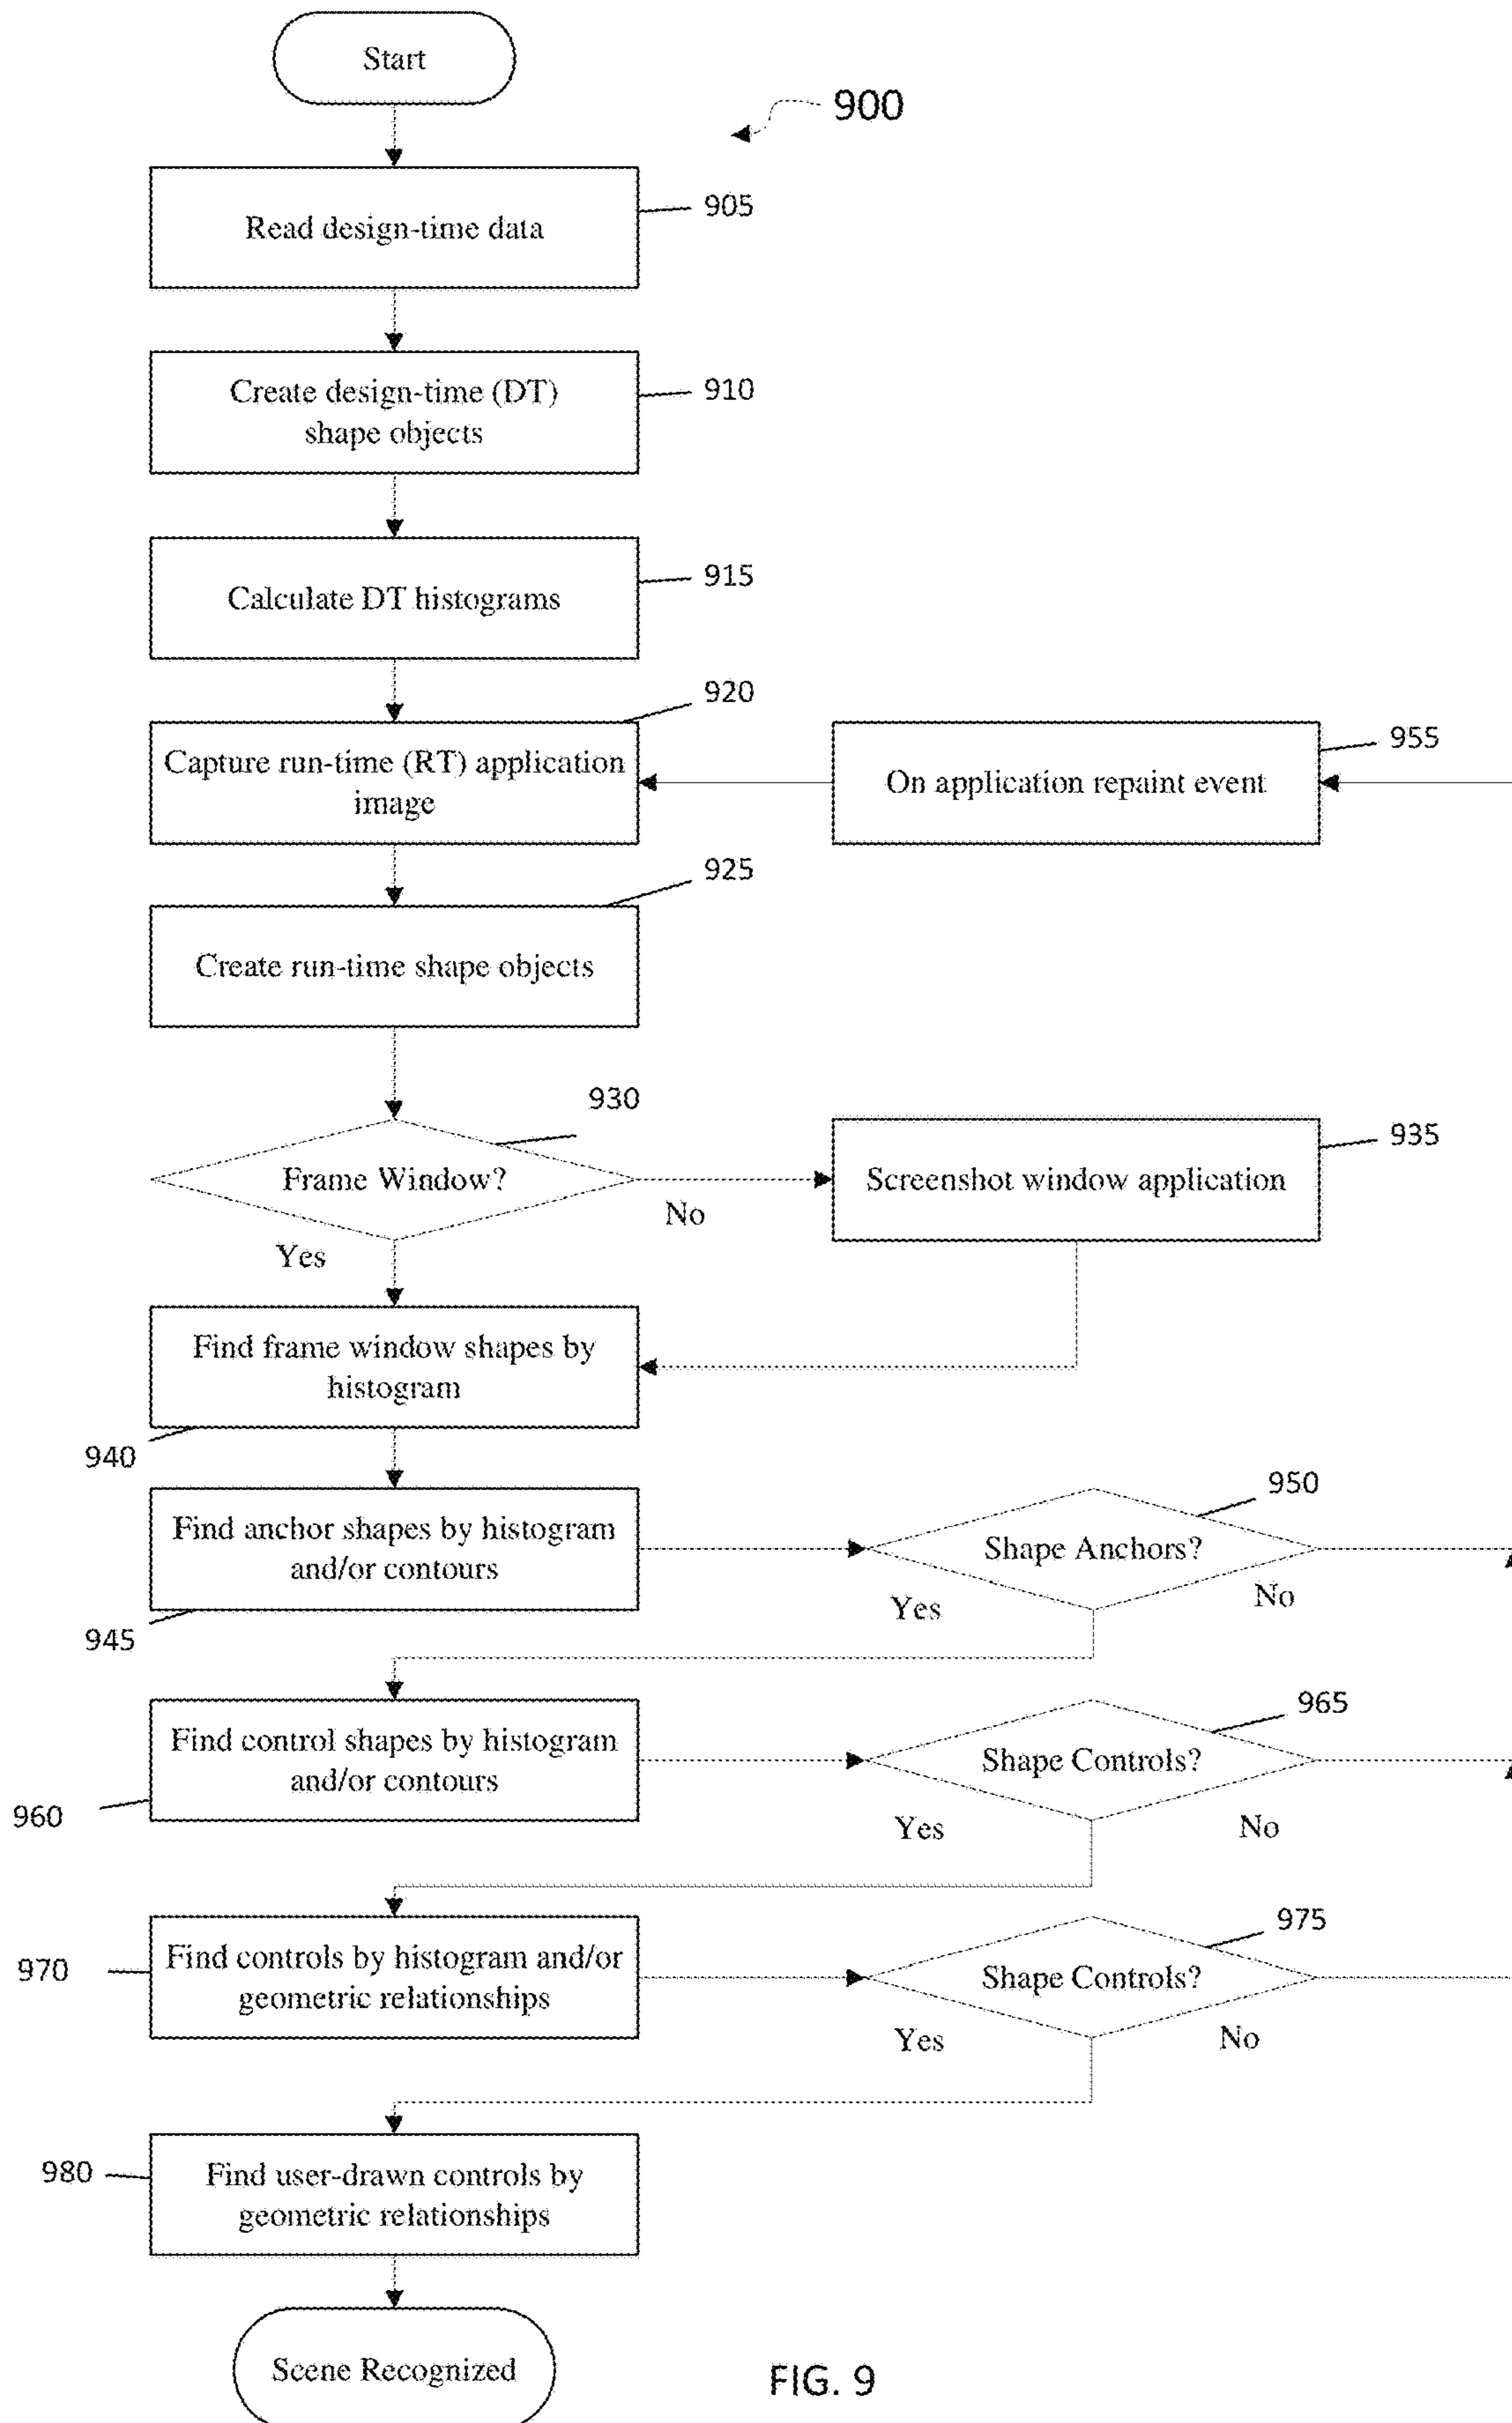 Start
900
Read design-time data
905
Create design-time (DT)
shape objects
910
Calculate DT histograms
915
920
Capture run-time (RT) application
image
On application repaint event
955
925
Create run-time shape objects
930
Frame Window?
No
Yes
Screenshot window application
935
Find frame window shapes by
histogram
940
Find anchor shapes by histogram
and/or contours
945
950
Shape Anchors?
Yes
No
Find control shapes by histogram
and/or contours
960
965
Shape Controls?
Yes
No
Find controls by histogram and/or
geometric relationships
970
975
Shape Controls?
Yes
No
Find user-drawn controls by
geometric relationships
980
Scene Recognized
FIG. 9